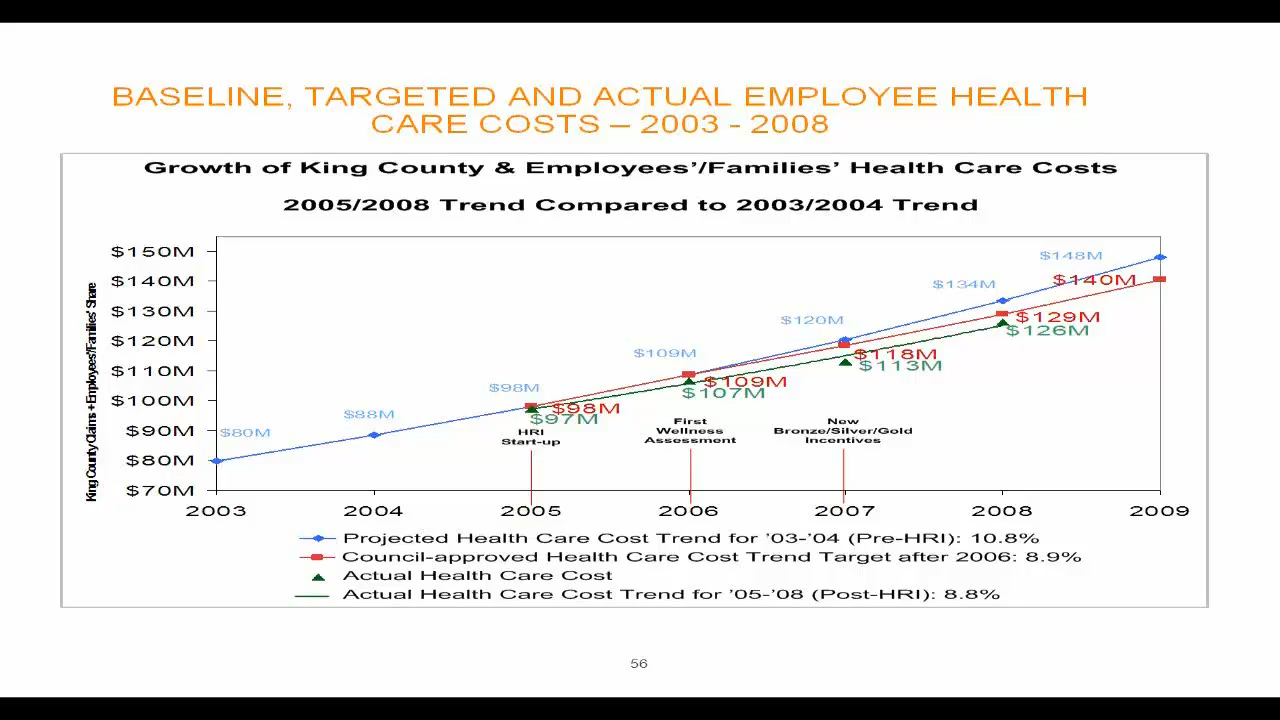 BASELINE, TARGETED AND ACTUAL EMPLOYEE HEALTH
CARE COSTS – 2003 - 2008
Growth of King County & Employees'/Families' Health Care Costs
2005/2008 Trend Compared to 2003/2004 Trend
King County Claims + Employees'/Families' Share
$150M
$140M
$130M
$120M
$110M
$100M
$90M
$80M
$70M
$80M
$88M
$98M
$109M
$120M
$134M
$148M
$98M
$109M
$118M
$129M
$140M
$97M
$107M
$113M
$126M
HRI
Start-up
First
Wellness
Assessment
New
Bronze/Silver/Gold
Incentives
2003
2004
2005
2006
2007
2008
2009
Projected Health Care Cost Trend for '03-'04 (Pre-HRI): 10.8%
Council-approved Health Care Cost Trend Target after 2006: 8.9%
Actual Health Care Cost
Actual Health Care Cost Trend for '05-'08 (Post-HRI): 8.8%
56